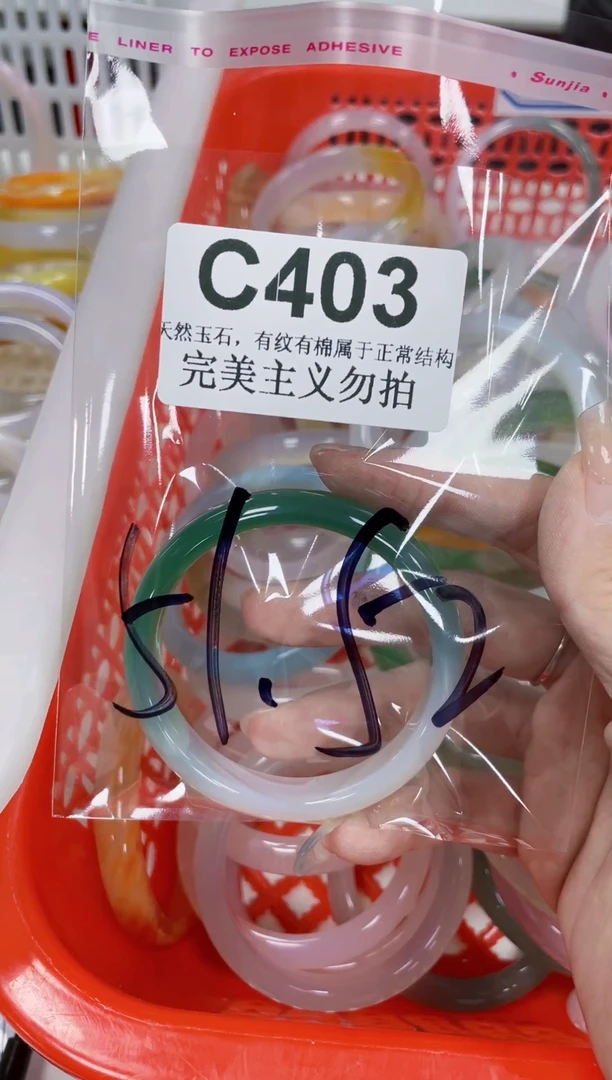 E LINER TO EXPOSE ADHESIVE
Sunjia
C403
天然玉石，有纹有棉属于正常结构
完美主义勿拍
51.52